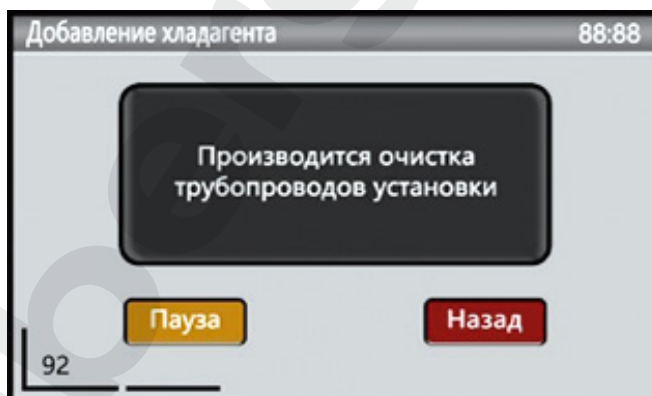 Добавление хладагента 88:88
Производится очистка
трубопроводов установки
Пауза Назад
92